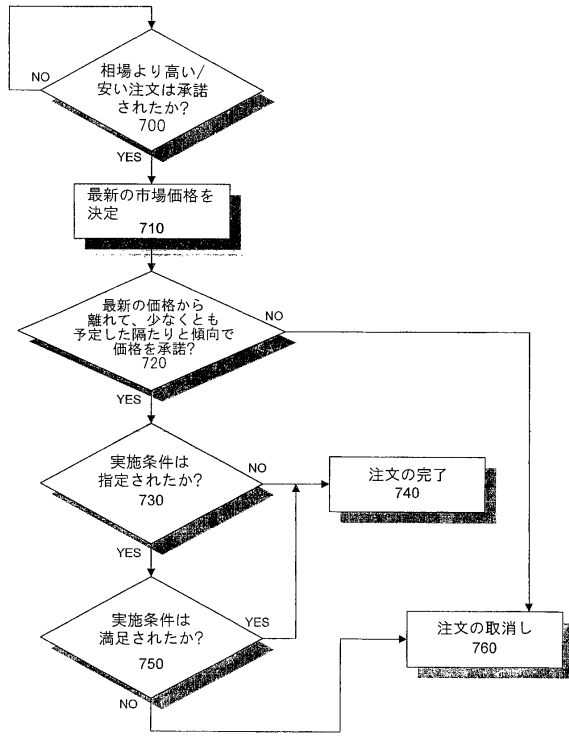 相場より高い/
安い注文は承諾
されたか?
700
NO
YES
最新の市場価格を
決定
710
最新の価格から
離れて、少なくとも
予定した隔たりと傾向で
価格を承諾?
720
NO
YES
実施条件は
指定されたか?
730
NO
YES
注文の完了
740
実施条件は
満足されたか?
750
YES
NO
注文の取消し
760